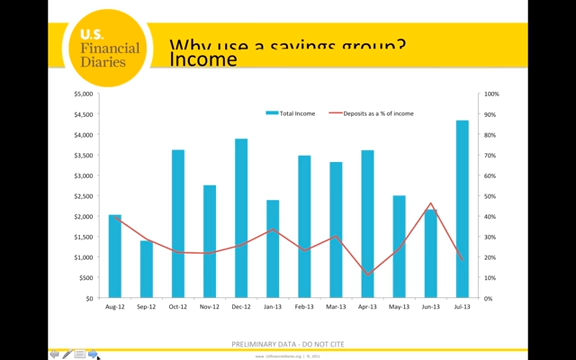 U.S.
Financial
Diaries
Why use a savings group?
Income
$5,000
$4,500
$4,000
$3,500
$3,000
$2,500
$2,000
$1,500
$1,000
$500
$0
100%
90%
80%
70%
60%
50%
40%
30%
20%
10%
0%
Total Income
Deposits as a % of income
Aug-12 Sep-12 Oct-12 Nov-12 Dec-12 Jan-13 Feb-13 Mar-13 Apr-13 May-13 Jun-13 Jul-13
PRELIMINARY DATA - DO NOT CITE